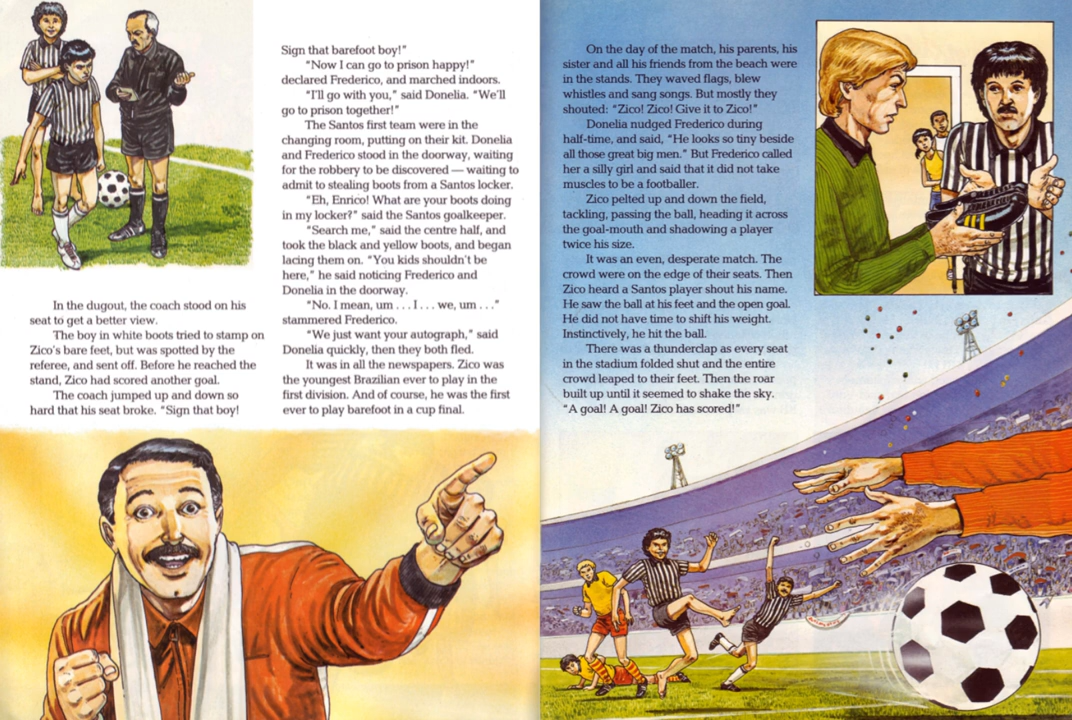 In the dugout, the coach stood on his
seat to get a better view.
The boy in white boots tried to stamp on
Zico's bare feet, but was spotted by the
referee, and sent off. Before he reached the
stand, Zico had scored another goal.
The coach jumped up and down so
hard that his seat broke. "Sign that boy!
Sign that barefoot boy!"
"Now I can go to prison happy!"
declared Frederico, and marched indoors.
"I'll go with you," said Donelia. "We'll
go to prison together!"
The Santos first team were in the
changing room, putting on their kit. Donelia
and Frederico stood in the doorway, waiting
for the robbery to be discovered — waiting to
admit to stealing boots from a Santos locker.
"Eh, Enrico! What are your boots doing
in my locker?" said the Santos goalkeeper.
"Search me," said the centre half, and
took the black and yellow boots, and began
lacing them on. "You kids shouldn't be
here," he said noticing Frederico and
Donelia in the doorway.
"No. I mean, um . . . I . . . we, um . . ."
stammered Frederico.
"We just want your autograph," said
Donelia quickly, then they both fled.
It was in all the newspapers. Zico was
the youngest Brazilian ever to play in the
first division. And of course, he was the first
ever to play barefoot in a cup final.
On the day of the match, his parents, his
sister and all his friends from the beach were
in the stands. They waved flags, blew
whistles and sang songs. But mostly they
shouted: "Zico! Zico! Give it to Zico!"
Donelia nudged Frederico during
half-time, and said, "He looks so tiny beside
all those great big men." But Frederico called
her a silly girl and said that it did not take
muscles to be a footballer.
Zico pelted up and down the field,
tackling, passing the ball, heading it across
the goal-mouth and shadowing a player
twice his size.
It was an even, desperate match. The
crowd were on the edge of their seats. Then
Zico heard a Santos player shout his name.
He saw the ball at his feet and the open goal.
He did not have time to shift his weight.
Instinctively, he hit the ball.
There was a thunderclap as every seat
in the stadium folded shut and the entire
crowd leaped to their feet. Then the roar
built up until it seemed to shake the sky.
"A goal! A goal! Zico has scored!"